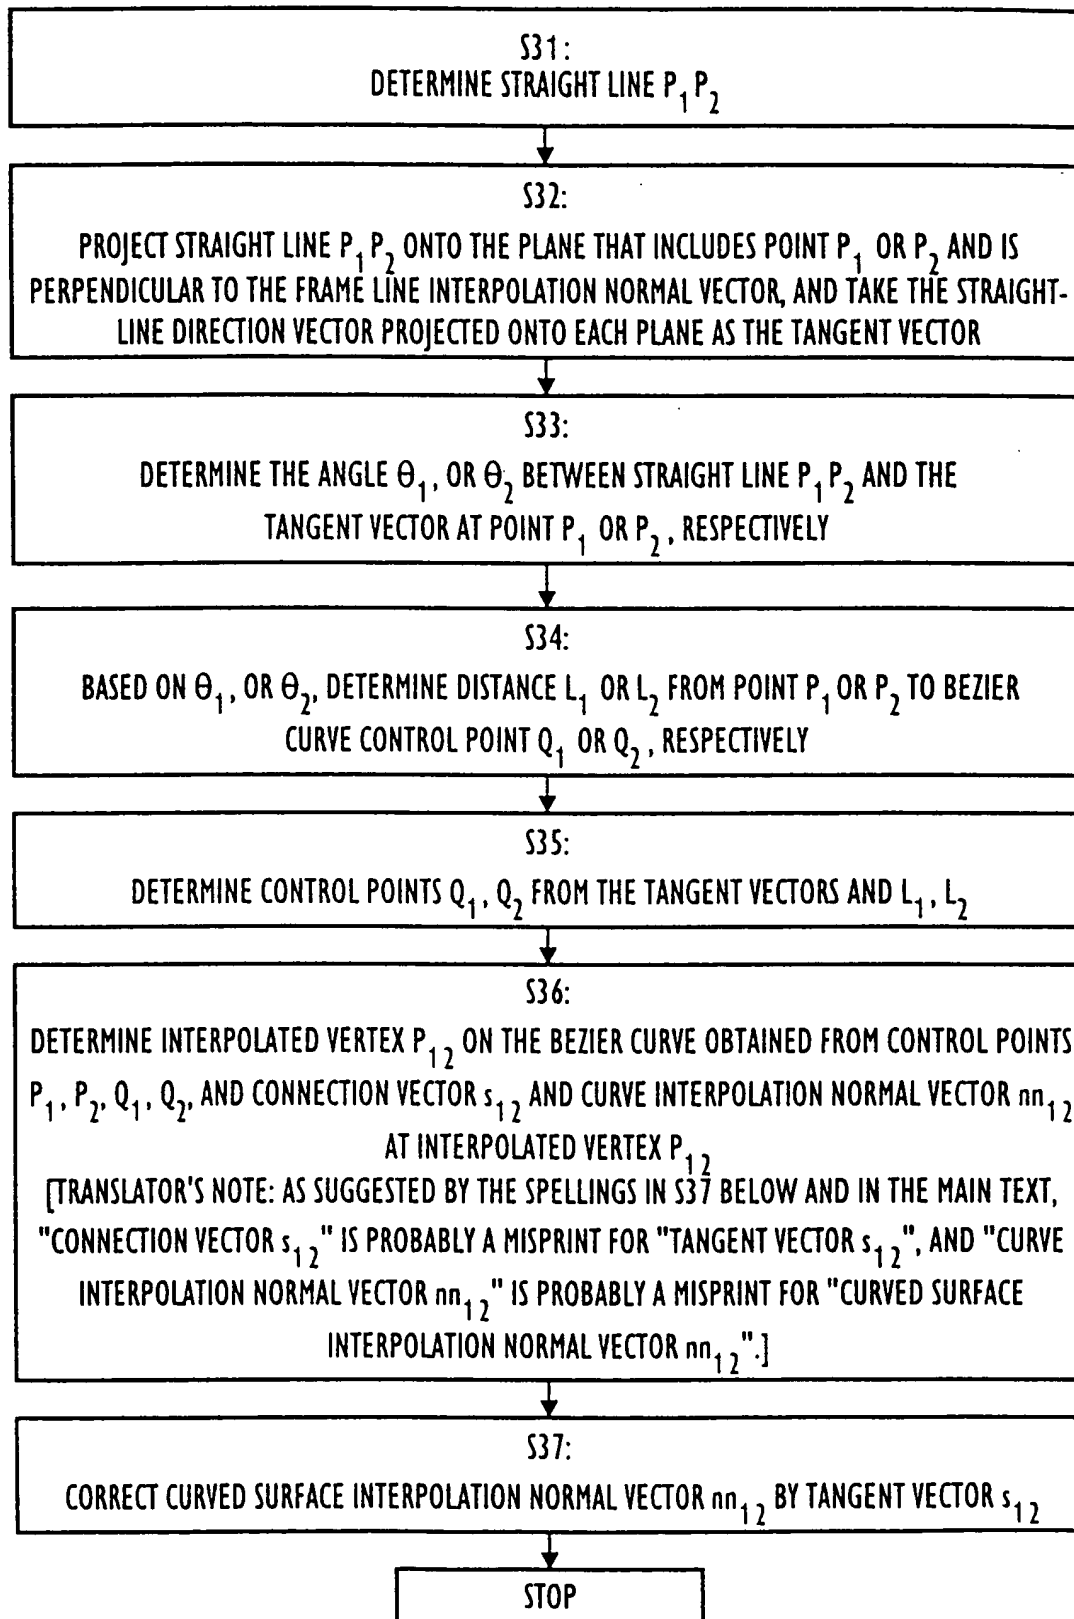 S31:
DETERMINE STRAIGHT LINE P₁ P₂
S32:
PROJECT STRAIGHT LINE P₁ P₂ ONTO THE PLANE THAT INCLUDES POINT P₁ OR P₂ AND IS
PERPENDICULAR TO THE FRAME LINE INTERPOLATION NORMAL VECTOR, AND TAKE THE STRAIGHT-
LINE DIRECTION VECTOR PROJECTED ONTO EACH PLANE AS THE TANGENT VECTOR
S33:
DETERMINE THE ANGLE θ₁, OR θ₂ BETWEEN STRAIGHT LINE P₁ P₂ AND THE
TANGENT VECTOR AT POINT P₁ OR P₂, RESPECTIVELY
S34:
BASED ON θ₁, OR θ₂, DETERMINE DISTANCE L₁ OR L₂ FROM POINT P₁ OR P₂ TO BEZIER
CURVE CONTROL POINT Q₁ OR Q₂, RESPECTIVELY
S35:
DETERMINE CONTROL POINTS Q₁, Q₂ FROM THE TANGENT VECTORS AND L₁, L₂
S36:
DETERMINE INTERPOLATED VERTEX P₁₂ ON THE BEZIER CURVE OBTAINED FROM CONTROL POINTS
P₁, P₂, Q₁, Q₂, AND CONNECTION VECTOR s₁₂ AND CURVE INTERPOLATION NORMAL VECTOR nn₁₂
AT INTERPOLATED VERTEX P₁₂
[TRANSLATOR'S NOTE: AS SUGGESTED BY THE SPELLINGS IN S37 BELOW AND IN THE MAIN TEXT,
"CONNECTION VECTOR s₁₂" IS PROBABLY A MISPRINT FOR "TANGENT VECTOR s₁₂", AND "CURVE
INTERPOLATION NORMAL VECTOR nn₁₂" IS PROBABLY A MISPRINT FOR "CURVED SURFACE
INTERPOLATION NORMAL VECTOR nn₁₂".]
S37:
CORRECT CURVED SURFACE INTERPOLATION NORMAL VECTOR nn₁₂ BY TANGENT VECTOR s₁₂
STOP